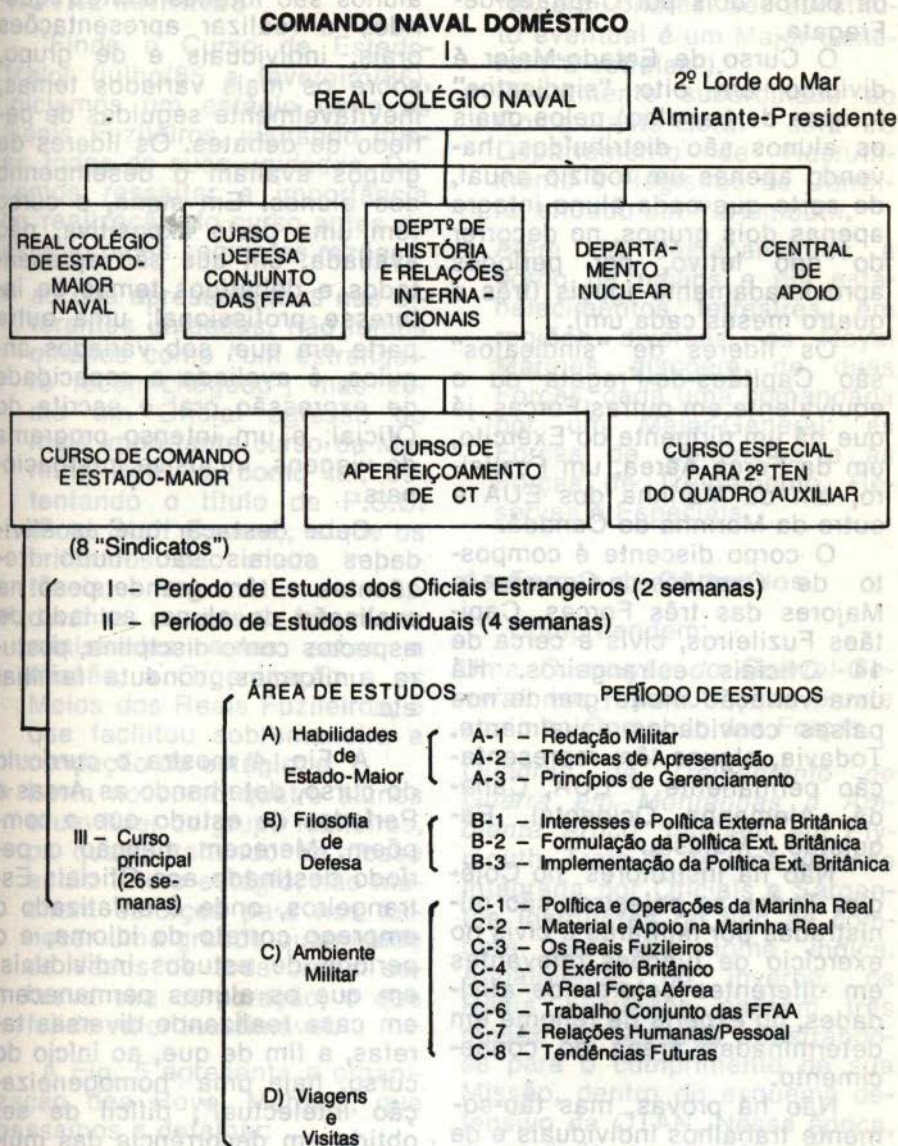 COMANDO NAVAL DOMÉSTICO
REAL COLÉGIO NAVAL
2º Lorde do Mar
Almirante-Presidente
REAL COLÉGIO
DE ESTADO-
MAIOR
NAVAL
CURSO DE
DEFESA
CONJUNTO
DAS FFAA
DEPTº DE
HISTÓRIA
E RELAÇÕES
INTERNA-
CIONAIS
DEPARTA-
MENTO
NUCLEAR
CENTRAL
DE
APOIO
CURSO DE COMANDO
E ESTADO-MAIOR
CURSO DE
APERFEIÇOAMENTO
DE CT
CURSO ESPECIAL
PARA 2º TEN
DO QUADRO AUXILIAR
(8 "Sindicatos")
I – Período de Estudos dos Oficiais Estrangeiros (2 semanas)
II – Período de Estudos Individuais (4 semanas)
ÁREA DE ESTUDOS
PERÍODO DE ESTUDOS
III – Curso
principal
(26 se-
manas)
A) Habilidades
de
Estado-Maior
A-1 – Redação Militar
A-2 – Técnicas de Apresentação
A-3 – Princípios de Gerenciamento
B) Filosofia
de
Defesa
B-1 – Interesses e Política Externa Britânica
B-2 – Formulação da Política Ext. Britânica
B-3 – Implementação da Política Ext. Britânica
C) Ambiente
Militar
C-1 – Política e Operações da Marinha Real
C-2 – Material e Apoio na Marinha Real
C-3 – Os Reais Fuzileiros
C-4 – O Exército Britânico
C-5 – A Real Força Aérea
C-6 – Trabalho Conjunto das FFAA
C-7 – Relações Humanas/Pessoal
C-8 – Tendências Futuras
D) Viagens
e
Visitas